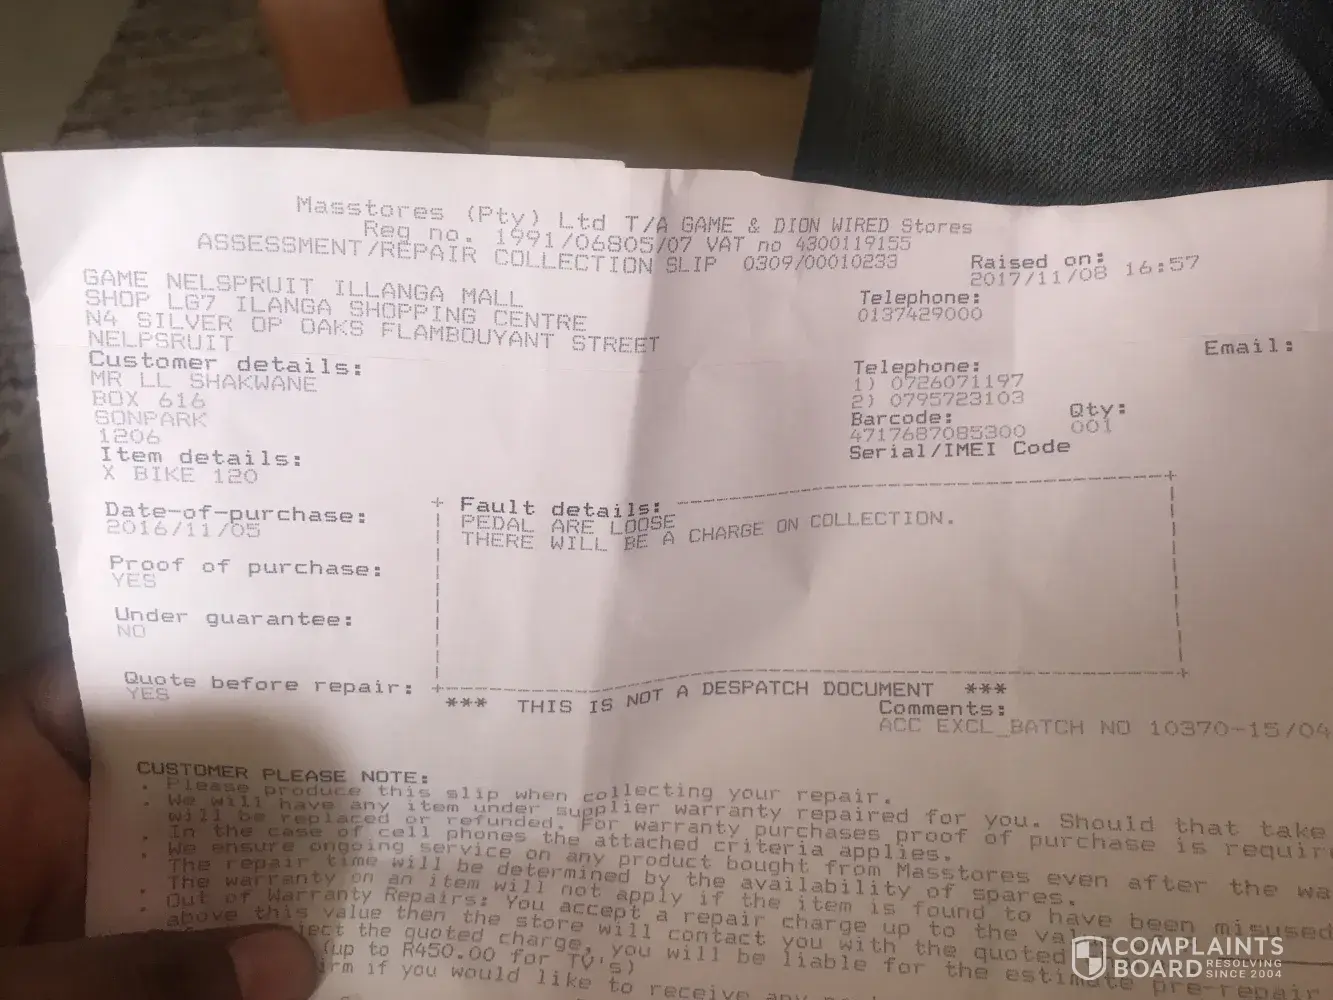 Masstores (Pty) Ltd T/A GAME & DION WIRED Stores
Reg no. 1991/06805/07 VAT no 4300119155
ASSESSMENT/REPAIR COLLECTION SLIP 0309/00010233
Raised on:
2017/11/08 16:57
GAME NELSPRUIT ILLANGA MALL
SHOP LG7 ILANGA SHOPPING CENTRE
N4 SILVER OP OAKS FLAMBOUYANT STREET
NELPSRUIT
Telephone:
0137429000
Email:
Customer details:
MR LL SHAKWANE
BOX 616
SONPARK
1206
Telephone:
1) 0726071197
2) 0795723103
Barcode:
4717687085300
Qty:
001
Serial/IMEI Code
Item details:
X BIKE 120
Date-of-purchase:
2016/11/05
Proof of purchase:
YES
Under guarantee:
NO
Quote before repair:
YES
Fault details:
PEDAL ARE LOOSE
THERE WILL BE A CHARGE ON COLLECTION.
*** THIS IS NOT A DESPATCH DOCUMENT ***
Comments:
ACC EXCL_BATCH NO 10370-15/04
CUSTOMER PLEASE NOTE:
. Please produce this slip when collecting your repair.
. We will have any item under supplier warranty repaired for you. Should that take
will be replaced or refunded. For warranty purchases proof of purchase is
. In the case of cell phones the attached criteria applies.
. We ensure ongoing service on any product bought from Masstores even after the
The repair time will be determined by the availability of spares.
The warranty on an item will not apply if the item is found to have been misused
. Out of Warranty Repairs: You accept a repair charge up to the
above this value then the store will contact you with the quoted
the quoted charge, you will be liable for the estimate pre-repair
(up to R450.00 for TV's)
if you would like to receive any
COMPLAINTS
BOARD RESOLVING
SINCE 2004